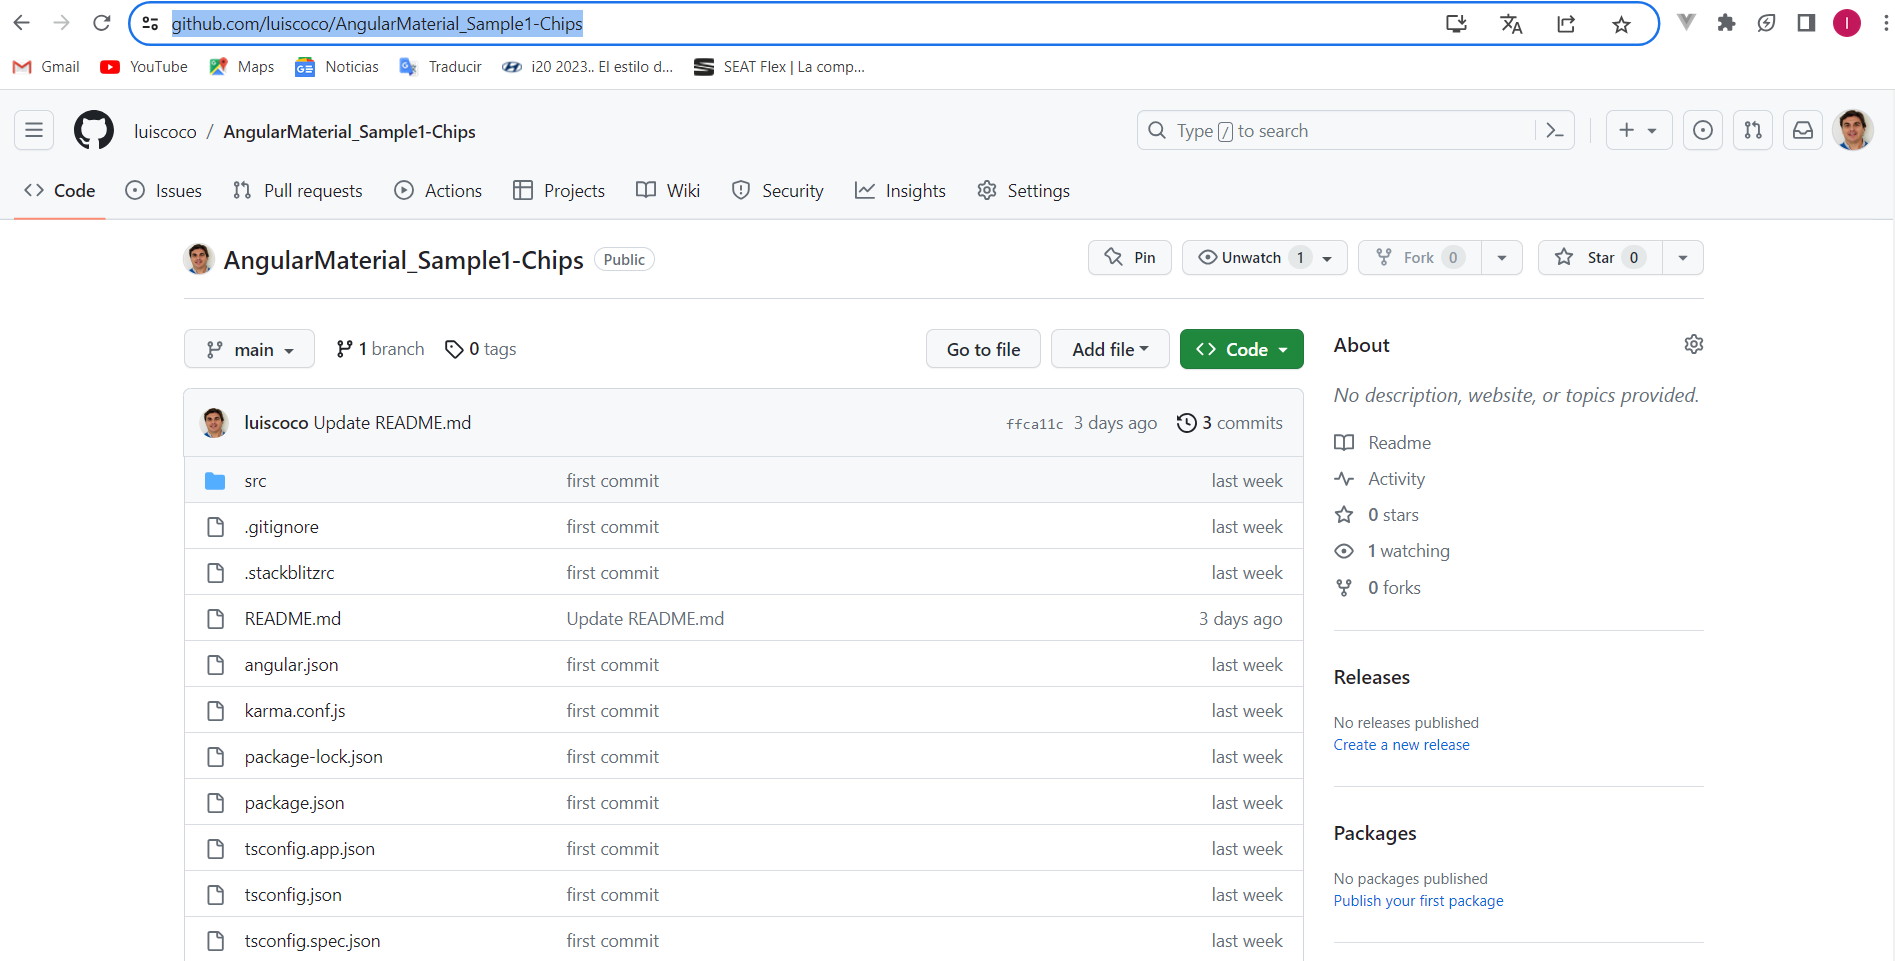 github.com/luiscoco/AngularMaterial_Sample1-Chips
I
Gmail YouTube Maps Noticias Traducir i20 2023.. El estilo d... SEAT Flex | La comp...
luiscoco / AngularMaterial_Sample1-Chips Type / to search
Code Issues Pull requests Actions Projects Wiki Security Insights Settings
AngularMaterial_Sample1-Chips Public Pin Unwatch 1 Fork 0 Star 0
main 1 branch 0 tags Go to file Add file Code
luiscoco Update README.md ffca11c 3 days ago 3 commits
src first commit last week
.gitignore first commit last week
.stackblitzrc first commit last week
README.md Update README.md 3 days ago
angular.json first commit last week
karma.conf.js first commit last week
package-lock.json first commit last week
package.json first commit last week
tsconfig.app.json first commit last week
tsconfig.json first commit last week
tsconfig.spec.json first commit last week
About
No description, website, or topics provided.
Readme
Activity
0 stars
1 watching
0 forks
Releases
No releases published
Create a new release
Packages
No packages published
Publish your first package